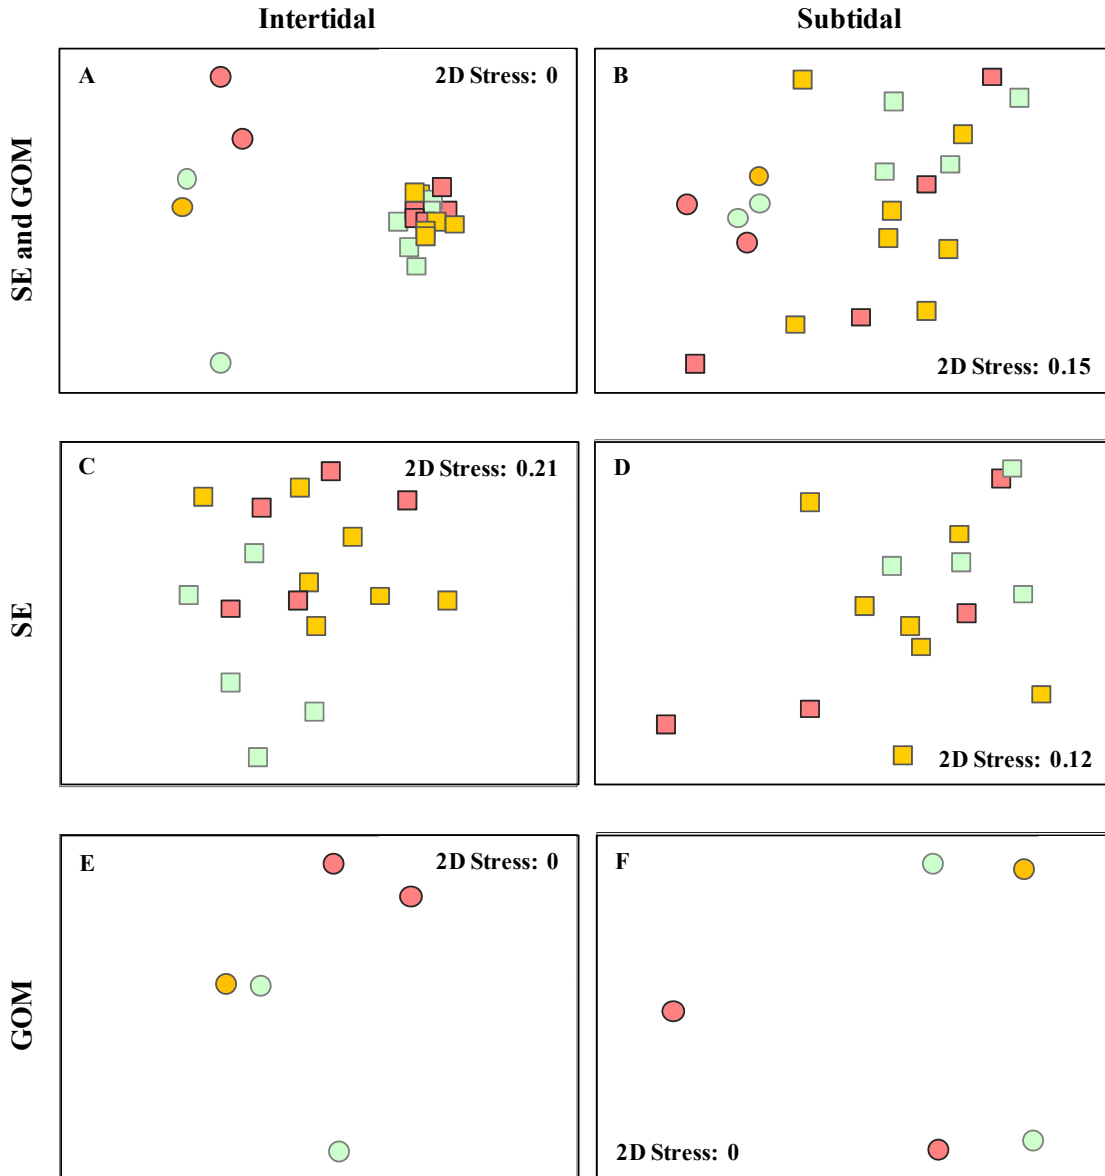 Intertidal
Subtidal
SE and GOM
A
2D Stress: 0
B
2D Stress: 0.15
SE
C
2D Stress: 0.21
D
2D Stress: 0.12
GOM
E
2D Stress: 0
F
2D Stress: 0